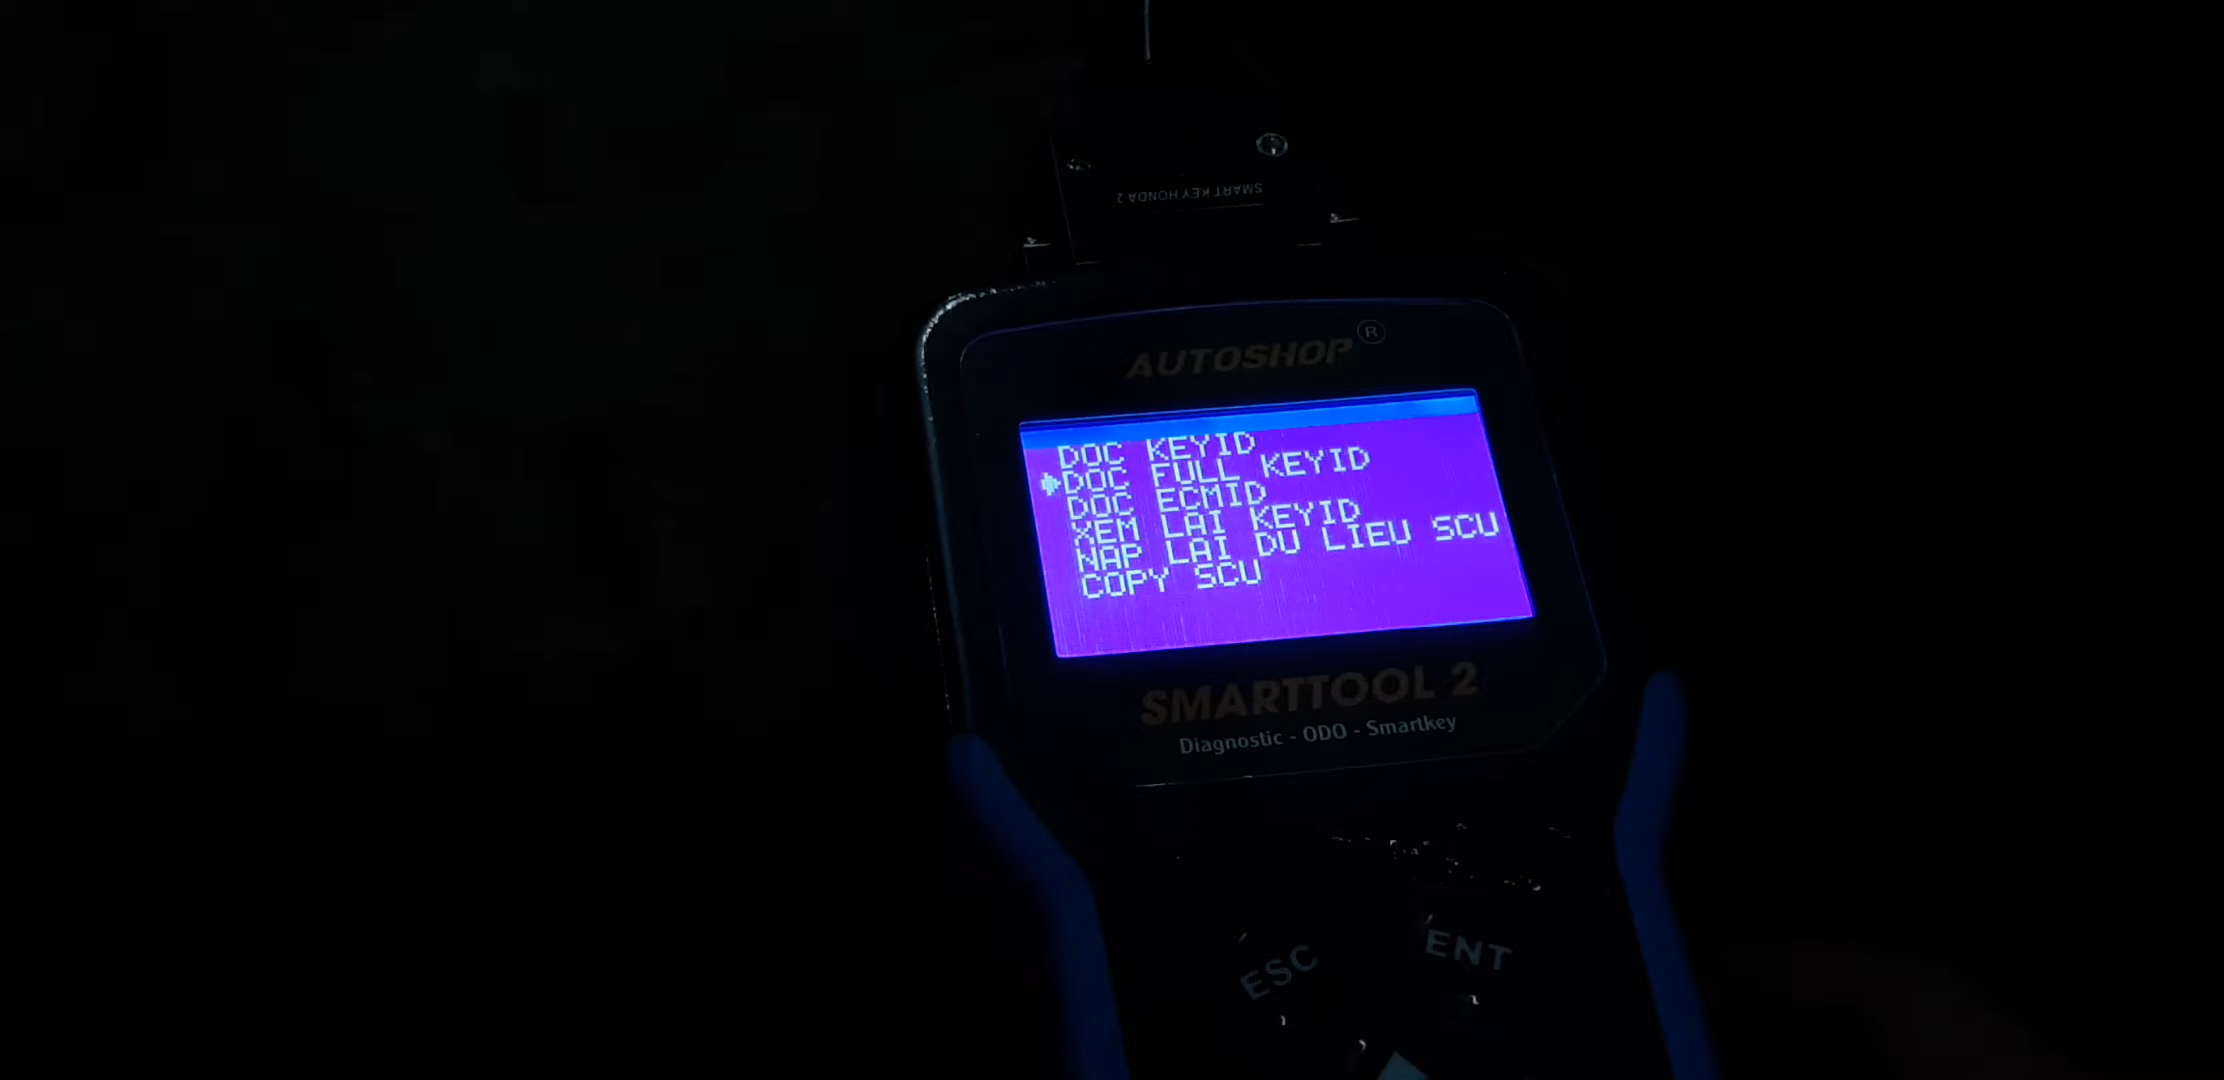 SMART KEY HONDA 2
AUTOSHOP ®
DOC KEYID
DOC FULL KEYID
DOC ECMID
XEM LAI KEYID
NAP LAI DU LIEU SCU
COPY SCU
SMARTTOOL 2
Diagnostic - ODO - Smartkey
ESC
ENT